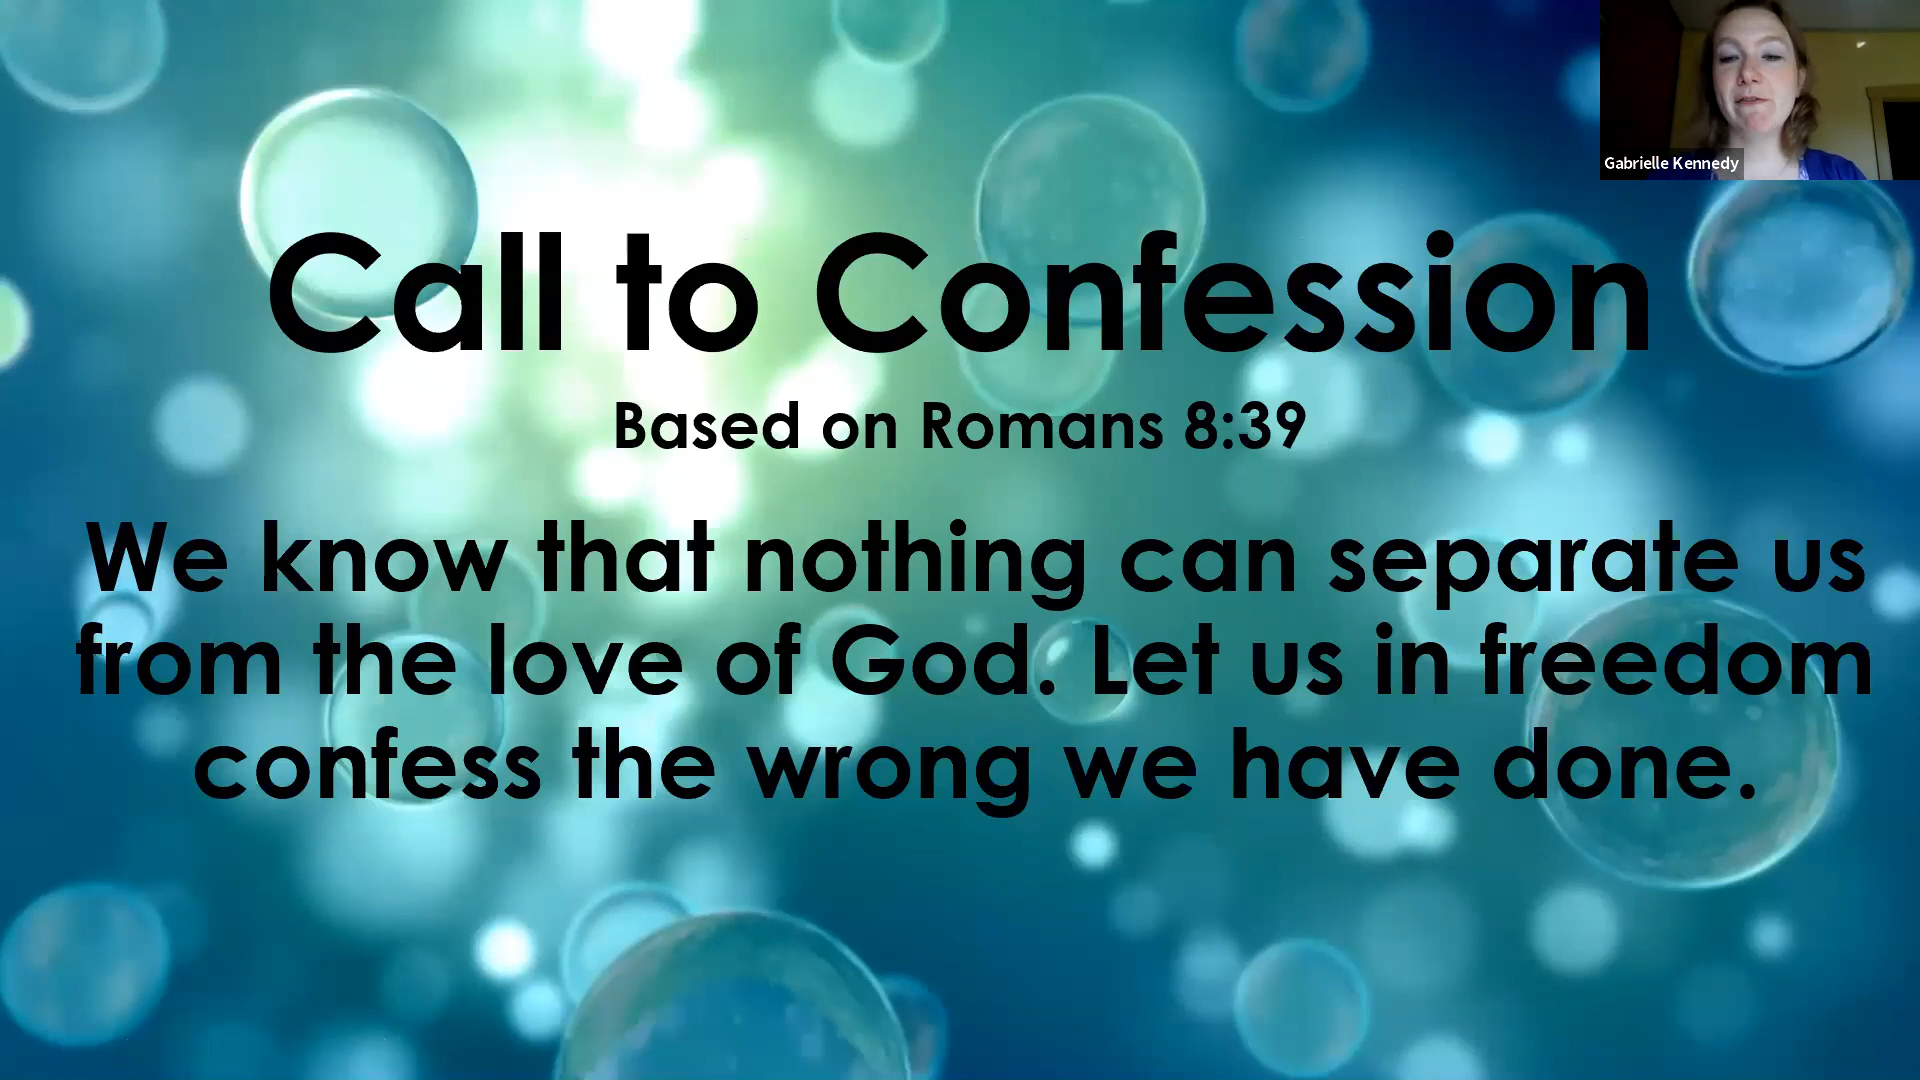 Gabrielle Kennedy
Call to Confession
Based on Romans 8:39
We know that nothing can separate us
from the love of God. Let us in freedom
confess the wrong we have done.